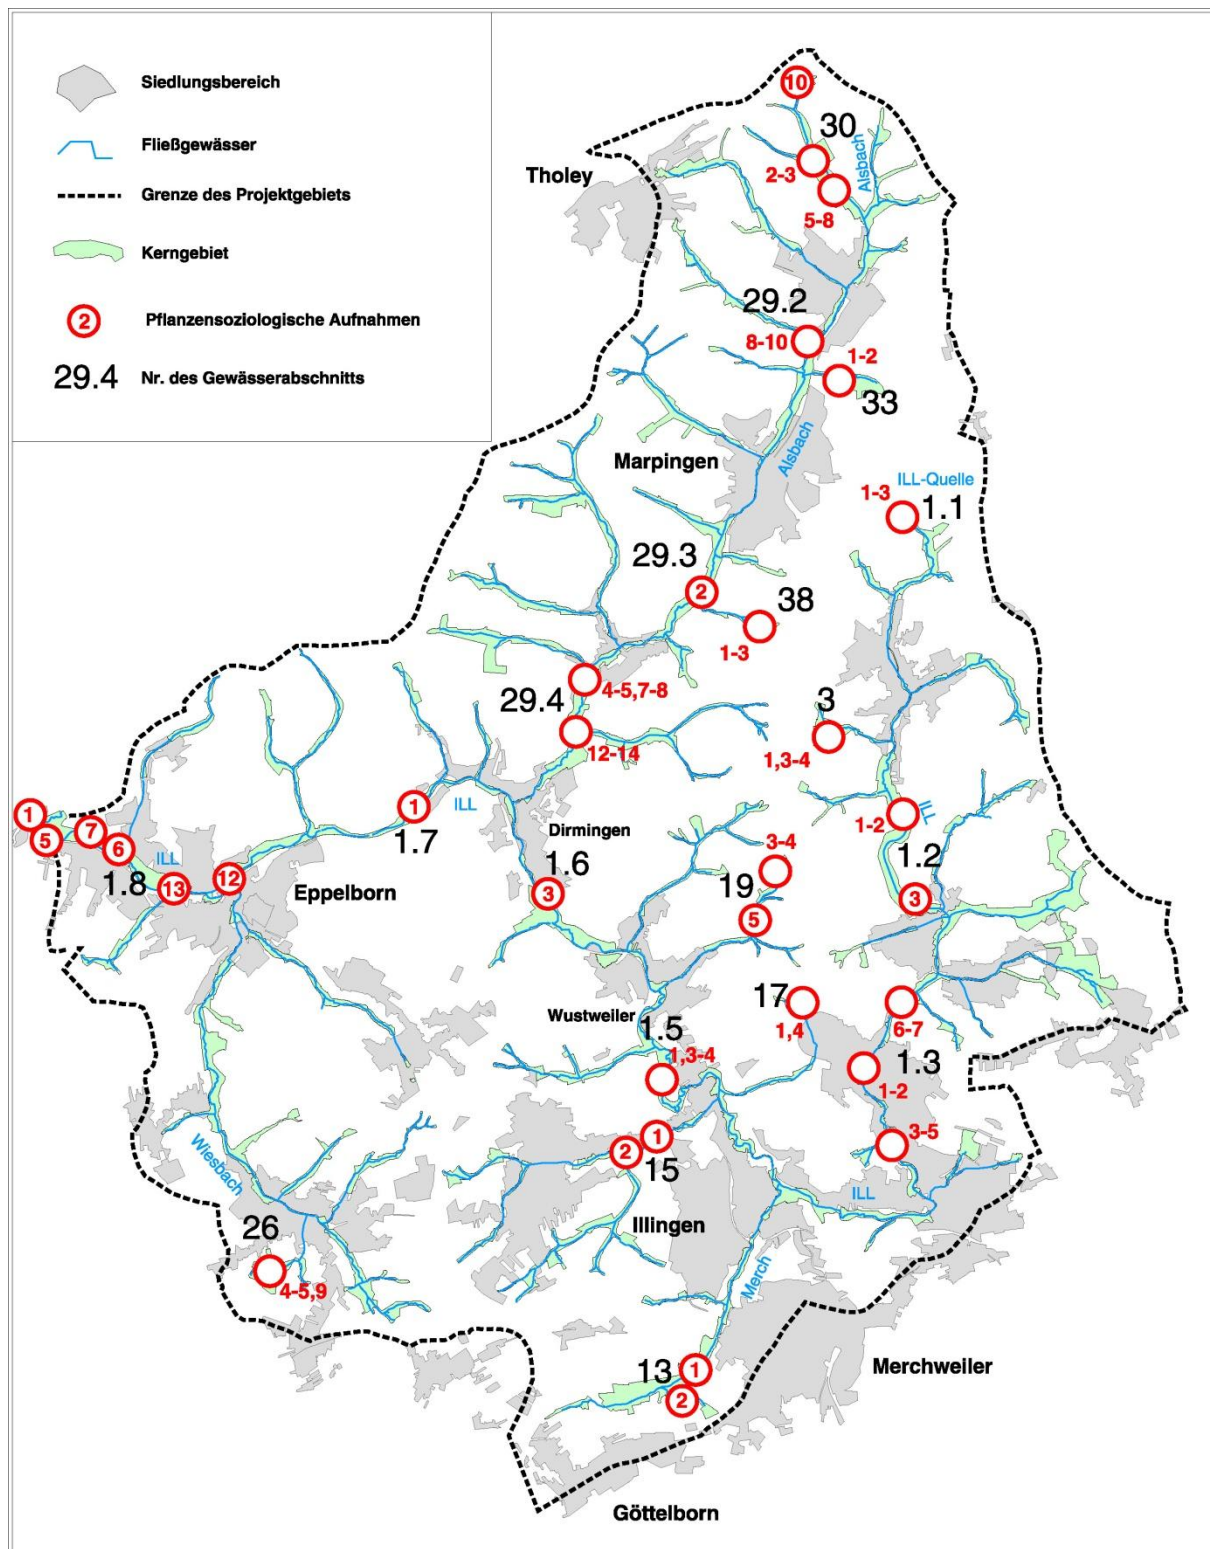 Siedlungsbereich
Fließgewässer
Grenze des Projektgebiets
Kerngebiet
2 Pflanzensoziologische Aufnahmen
29.4 Nr. des Gewässerabschnitts
10
30
Tholey
2-3
Alsbach
5-8
29.2
8-10
1-2
33
Marpingen
Alsbach
ILL-Quelle
1-3
1.1
29.3
2
38
1-3
4-5,7-8
29.4
12-14
3
1,3-4
1
ILL
1.7
Dirmingen
1.6
3
1-2
ILL
1.2
3
3-4
19
5
1
5
7
6
ILL
1.8
13
12
Eppelborn
17
1,4
6-7
Wustweiler
1.5
1,3-4
1.3
1-2
3-5
1
2
15
Illingen
ILL
Wiesbach
26
4-5,9
Merch
13
1
2
Merchweiler
Göttelborn